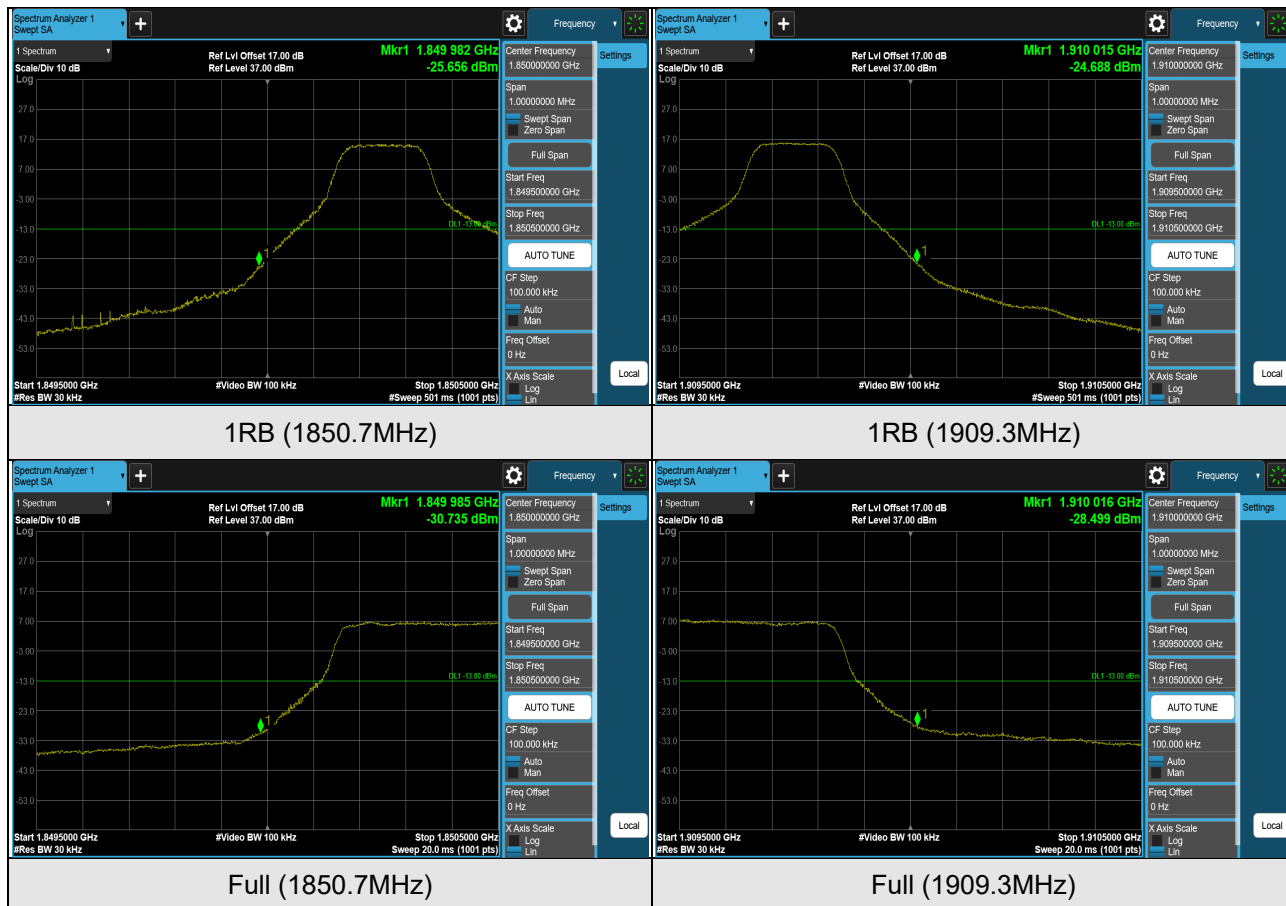 Spectrum Analyzer 1
Swept SA
+
Frequency
1 Spectrum
Scale/Div 10 dB
Log
Ref Lvl Offset 17.00 dB
Ref Level 37.00 dBm
Mkr1 1.849 982 GHz
-25.656 dBm
27.0
17.0
7.00
-3.00
-13.0
-23.0
-33.0
-43.0
-53.0
DL1 -13.00 dBm
1
Start 1.8495000 GHz
#Res BW 30 kHz
#Video BW 100 kHz
Stop 1.8505000 GHz
#Sweep 501 ms (1001 pts)
Center Frequency
1.850000000 GHz
Settings
Span
1.00000000 MHz
Swept Span
Zero Span
Full Span
Start Freq
1.849500000 GHz
Stop Freq
1.850500000 GHz
AUTO TUNE
CF Step
100.000 kHz
Auto
Man
Freq Offset
0 Hz
X Axis Scale
Log
Lin
Local
Spectrum Analyzer 1
Swept SA
+
Frequency
1 Spectrum
Scale/Div 10 dB
Log
Ref Lvl Offset 17.00 dB
Ref Level 37.00 dBm
Mkr1 1.910 015 GHz
-24.688 dBm
27.0
17.0
7.00
-3.00
-13.0
-23.0
-33.0
-43.0
-53.0
DL1 -13.00 dBm
1
Start 1.9095000 GHz
#Res BW 30 kHz
#Video BW 100 kHz
Stop 1.9105000 GHz
#Sweep 501 ms (1001 pts)
Center Frequency
1.910000000 GHz
Settings
Span
1.00000000 MHz
Swept Span
Zero Span
Full Span
Start Freq
1.909500000 GHz
Stop Freq
1.910500000 GHz
AUTO TUNE
CF Step
100.000 kHz
Auto
Man
Freq Offset
0 Hz
X Axis Scale
Log
Lin
Local
1RB (1850.7MHz)
1RB (1909.3MHz)
Spectrum Analyzer 1
Swept SA
+
Frequency
1 Spectrum
Scale/Div 10 dB
Log
Ref Lvl Offset 17.00 dB
Ref Level 37.00 dBm
Mkr1 1.849 985 GHz
-30.735 dBm
27.0
17.0
7.00
-3.00
-13.0
-23.0
-33.0
-43.0
-53.0
DL1 -13.00 dBm
1
Start 1.8495000 GHz
#Res BW 30 kHz
#Video BW 100 kHz
Stop 1.8505000 GHz
Sweep 20.0 ms (1001 pts)
Center Frequency
1.850000000 GHz
Settings
Span
1.00000000 MHz
Swept Span
Zero Span
Full Span
Start Freq
1.849500000 GHz
Stop Freq
1.850500000 GHz
AUTO TUNE
CF Step
100.000 kHz
Auto
Man
Freq Offset
0 Hz
X Axis Scale
Log
Lin
Local
Spectrum Analyzer 1
Swept SA
+
Frequency
1 Spectrum
Scale/Div 10 dB
Log
Ref Lvl Offset 17.00 dB
Ref Level 37.00 dBm
Mkr1 1.910 016 GHz
-28.499 dBm
27.0
17.0
7.00
-3.00
-13.0
-23.0
-33.0
-43.0
-53.0
DL1 -13.00 dBm
1
Start 1.9095000 GHz
#Res BW 30 kHz
#Video BW 100 kHz
Stop 1.9105000 GHz
Sweep 20.0 ms (1001 pts)
Center Frequency
1.910000000 GHz
Settings
Span
1.00000000 MHz
Swept Span
Zero Span
Full Span
Start Freq
1.909500000 GHz
Stop Freq
1.910500000 GHz
AUTO TUNE
CF Step
100.000 kHz
Auto
Man
Freq Offset
0 Hz
X Axis Scale
Log
Lin
Local
Full (1850.7MHz)
Full (1909.3MHz)